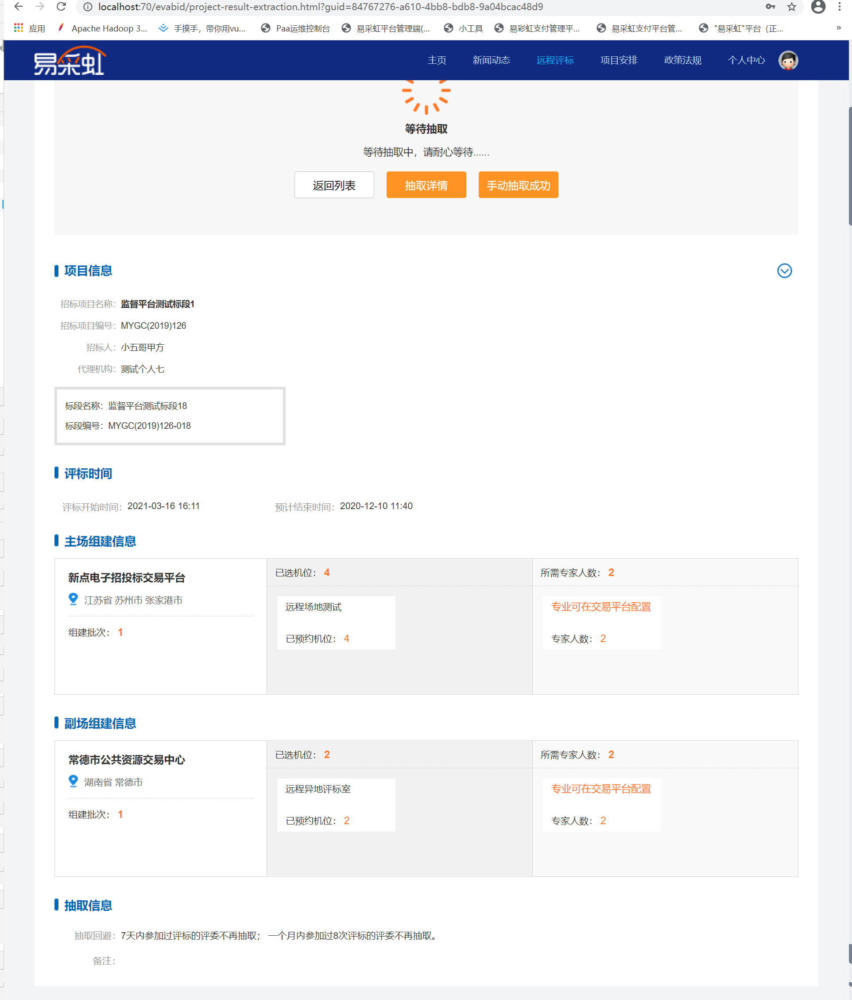 localhost:70/evabid/project-result-extraction.html?guid=84767276-a610-4bb8-bdb8-9a04bcac48d9
应用 Apache Hadoop 3... 手摸手，带你用vu... Paa运维控制台 易采虹平台管理端(... 小工具 易彩虹支付管理平... 易采虹支付平台管... "易采虹"平台（正... »
易采虹 主页 新闻动态 远程评标 项目安排 政策法规 个人中心
等待抽取
等待抽取中，请耐心等待......
返回列表 抽取详情 手动抽取成功
项目信息
招标项目名称：监督平台测试标段1
招标项目编号：MYGC(2019)126
招标人：小五哥甲方
代理机构：测试个人七
标段名称：监督平台测试标段18
标段编号：MYGC(2019)126-018
评标时间
评标开始时间：2021-03-16 16:11 预计结束时间：2020-12-10 11:40
主场组建信息
新点电子招投标交易平台 已选机位：4 所需专家人数：2
江苏省 苏州市 张家港市 远程场地测试 专业可在交易平台配置
组建批次：1 已预约机位：4 专家人数：2
副场组建信息
常德市公共资源交易中心 已选机位：2 所需专家人数：2
湖南省 常德市 远程异地评标室 专业可在交易平台配置
组建批次：1 已预约机位：2 专家人数：2
抽取信息
抽取回避：7天内参加过评标的评委不再抽取； 一个月内参加过8次评标的评委不再抽取。
备注：